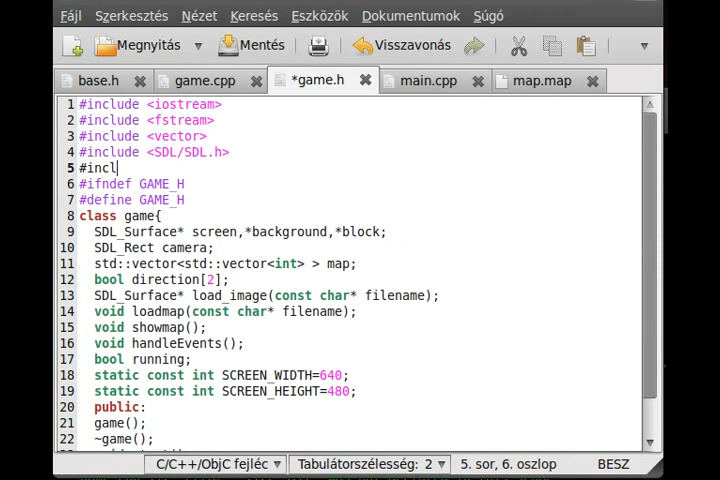 Fájl Szerkesztés Nézet Keresés Eszközök Dokumentumok Súgó
Megnyitás Mentés Visszavonás
base.h game.cpp *game.h main.cpp map.map
1 #include <iostream>
2 #include <fstream>
3 #include <vector>
4 #include <SDL/SDL.h>
5 #incl
6 #ifndef GAME_H
7 #define GAME_H
8 class game{
9 SDL_Surface* screen,*background,*block;
10 SDL_Rect camera;
11 std::vector<std::vector<int> > map;
12 bool direction[2];
13 SDL_Surface* load_image(const char* filename);
14 void loadmap(const char* filename);
15 void showmap();
16 void handleEvents();
17 bool running;
18 static const int SCREEN_WIDTH=640;
19 static const int SCREEN_HEIGHT=480;
20 public:
21 game();
22 ~game();
C/C++/ObjC fejléc Tabulátorszélesség: 2 5. sor, 6. oszlop BESZ